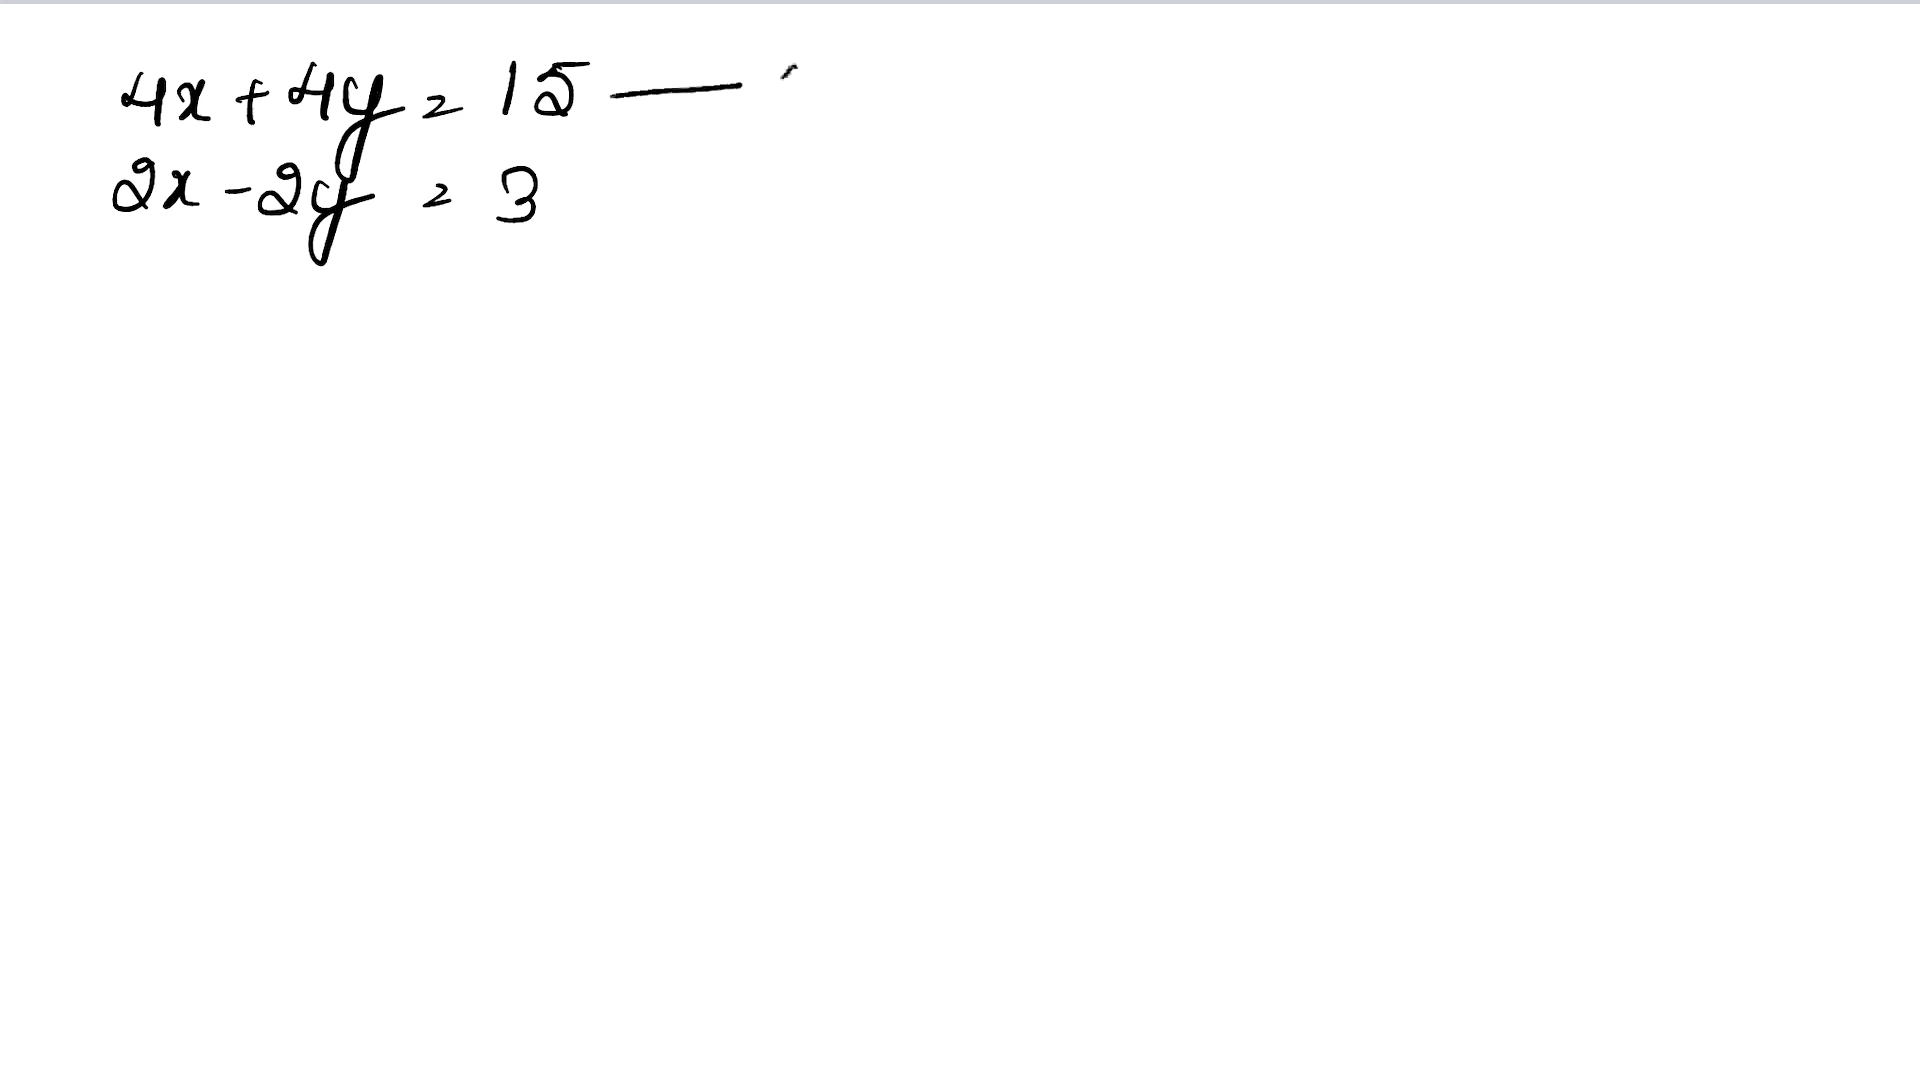 4x + 4y = 15 —
2x - 2y = 3